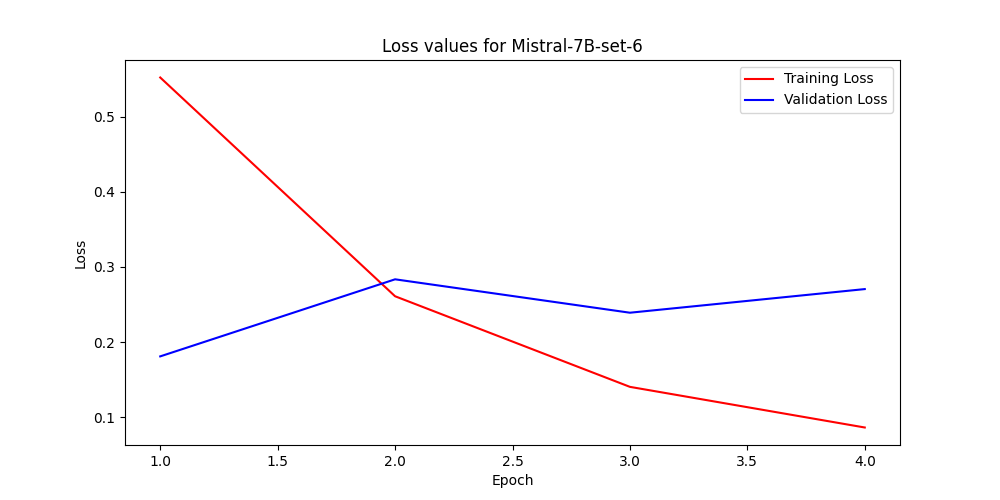 Loss values for Mistral-7B-set-6
Training Loss
Validation Loss
0.5
0.4
0.3
0.2
0.1
Loss
1.0 1.5 2.0 2.5 3.0 3.5 4.0
Epoch